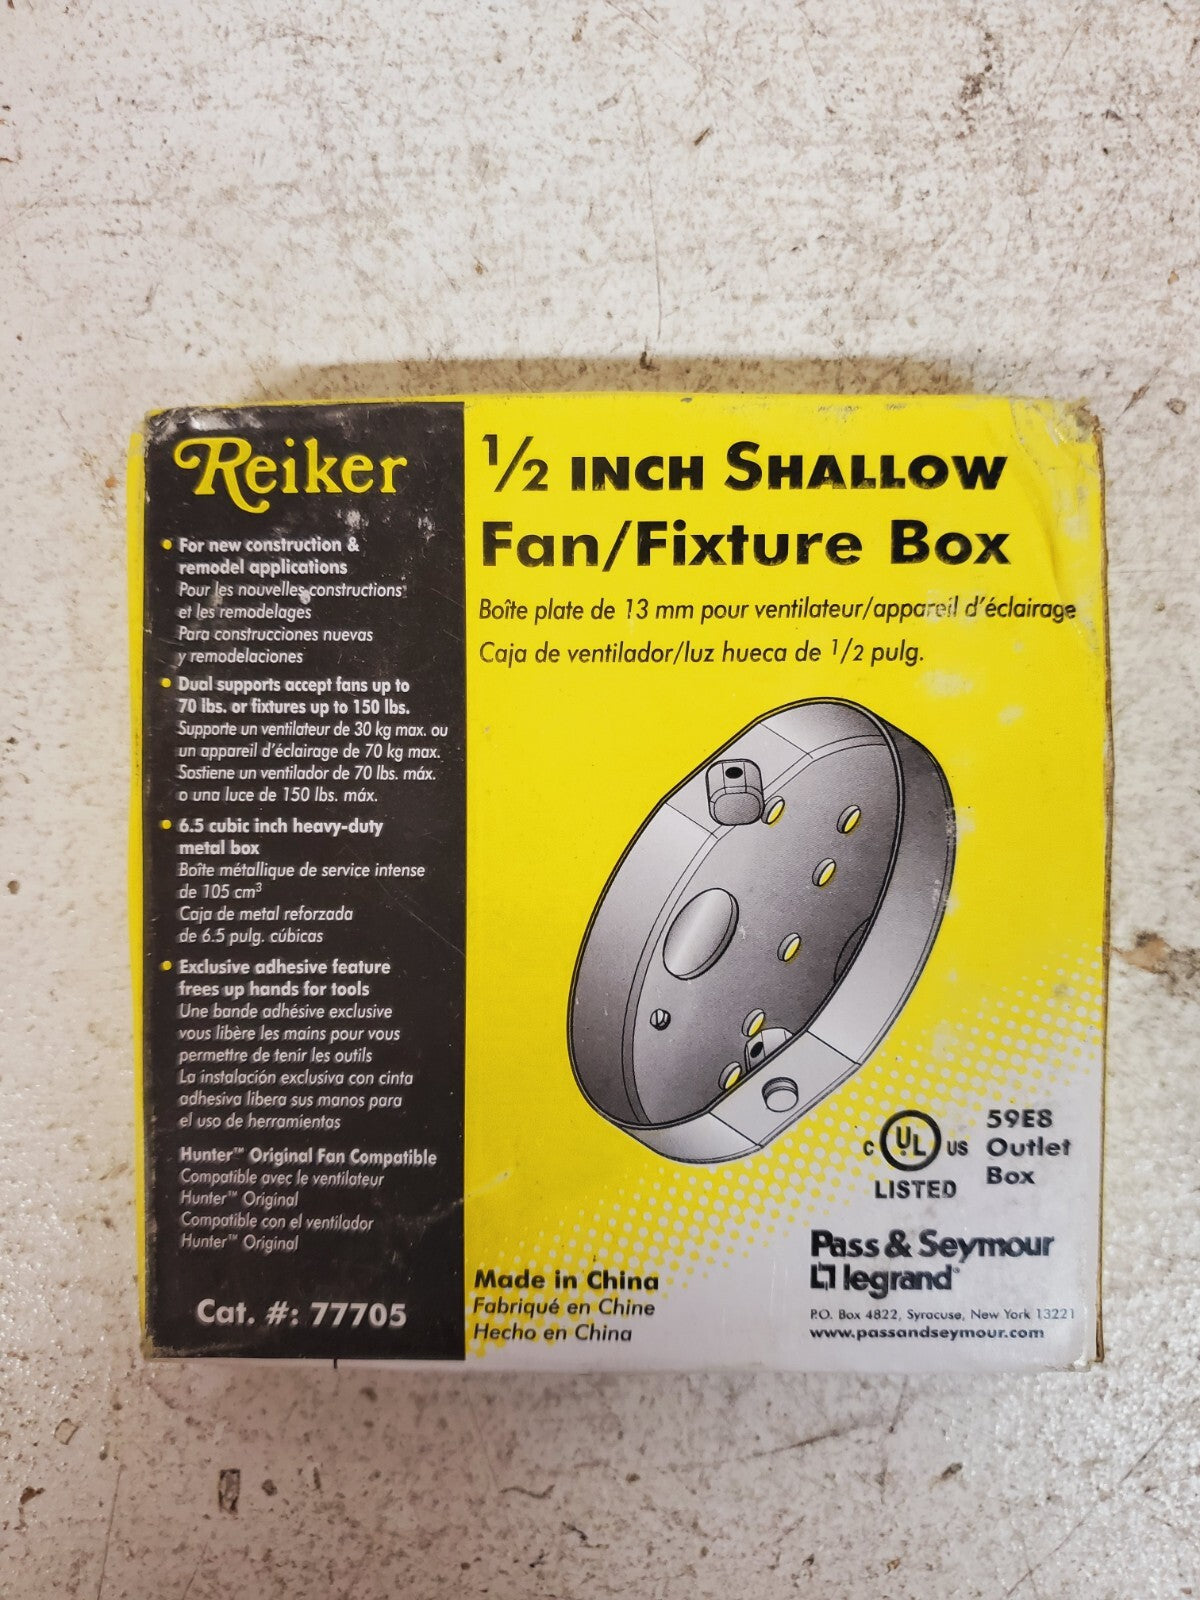 Reiker
• For new construction &
remodel applications
Pour les nouvelles constructions
et les remodelages
Para construcciones nuevas
y remodelaciones
• Dual supports accept fans up to
70 lbs. or fixtures up to 150 lbs.
Supporte un ventilateur de 30 kg max. ou
un appareil d'éclairage de 70 kg max.
Sostiene un ventilador de 70 lbs. máx.
o una luce de 150 lbs. máx.
• 6.5 cubic inch heavy-duty
metal box
Boîte métallique de service intense
de 105 cm³
Caja de metal reforzada
de 6.5 pulg. cúbicas
• Exclusive adhesive feature
frees up hands for tools
Une bande adhésive exclusive
vous libère les mains pour vous
permettre de tenir les outils
La instalación exclusiva con cinta
adhesiva libera sus manos para
el uso de herramientas
Hunter™ Original Fan Compatible
Compatible avec le ventilateur
Hunter™ Original
Compatible con el ventilador
Hunter™ Original
Cat. #: 77705
½ INCH SHALLOW
Fan/Fixture Box
Boîte plate de 13 mm pour ventilateur/appareil d'éclairage
Caja de ventilador/luz hueca de 1/2 pulg.
C UL US
LISTED
59E8
Outlet
Box
Made in China
Fabriqué en Chine
Hecho en China
Pass & Seymour
legrand®
P.O. Box 4822, Syracuse, New York 13221
www.passandseymour.com